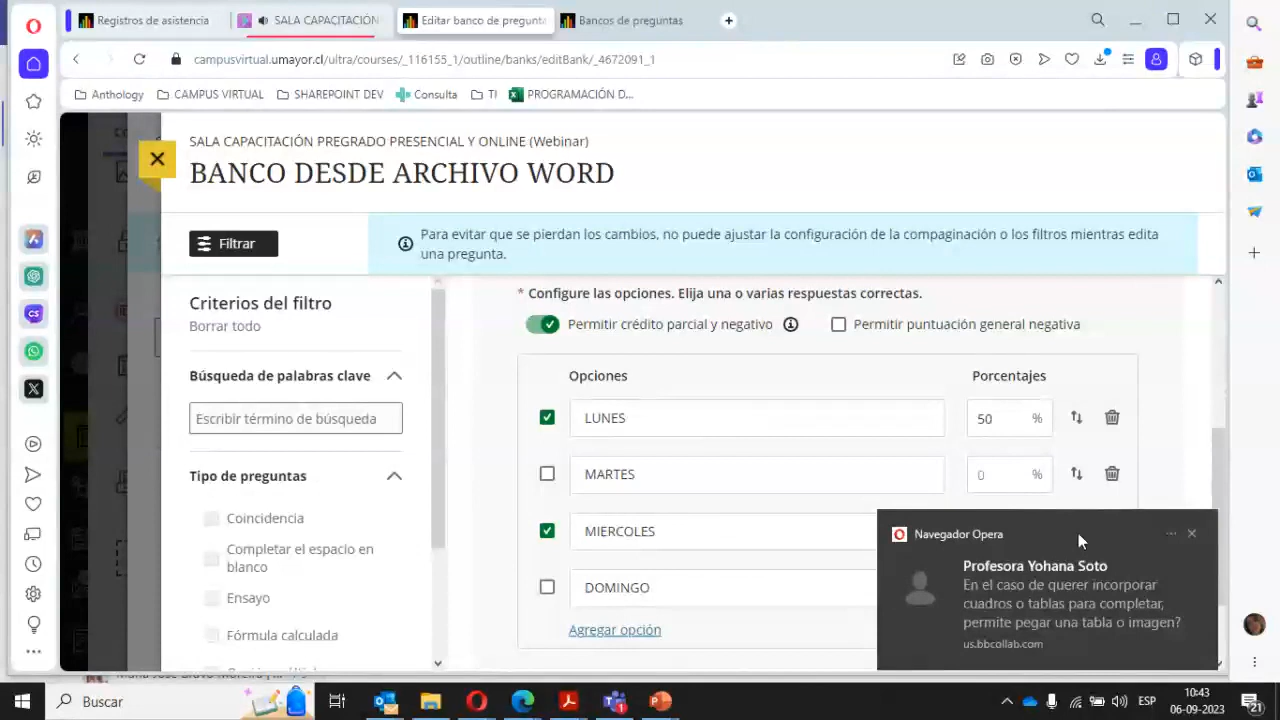 Registros de asistencia
SALA CAPACITACIÓN
Editar banco de pregunta
Bancos de preguntas
campusvirtual.umayor.cl/ultra/courses/_116155_1/outline/banks/editBank/_4672091_1
Anthology
CAMPUS VIRTUAL
SHAREPOINT DEV
Consulta
TI
PROGRAMACIÓN D...
SALA CAPACITACIÓN PREGRADO PRESENCIAL Y ONLINE (Webinar)
BANCO DESDE ARCHIVO WORD
Filtrar
Para evitar que se pierdan los cambios, no puede ajustar la configuración de la compaginación o los filtros mientras edita
una pregunta.
Criterios del filtro
Borrar todo
Búsqueda de palabras clave
Escribir término de búsqueda
Tipo de preguntas
Coincidencia
Completar el espacio en
blanco
Ensayo
Fórmula calculada
* Configure las opciones. Elija una o varias respuestas correctas.
Permitir crédito parcial y negativo
Permitir puntuación general negativa
Opciones
Porcentajes
LUNES
50 %
MARTES
0 %
MIERCOLES
DOMINGO
Agregar opción
Navegador Opera
Profesora Yohana Soto
En el caso de querer incorporar
cuadros o tablas para completar,
permite pegar una tabla o imagen?
us.bbcollab.com
Buscar
ESP
10:43
06-09-2023
21